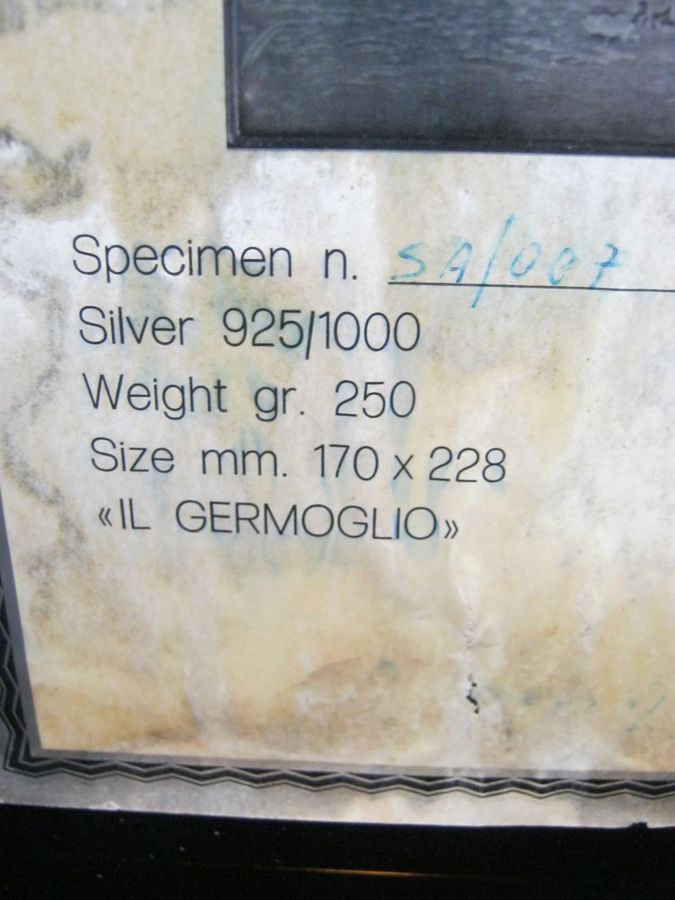 Specimen n. SA/007
Silver 925/1000
Weight gr. 250
Size mm. 170 x 228
«IL GERMOGLIO»